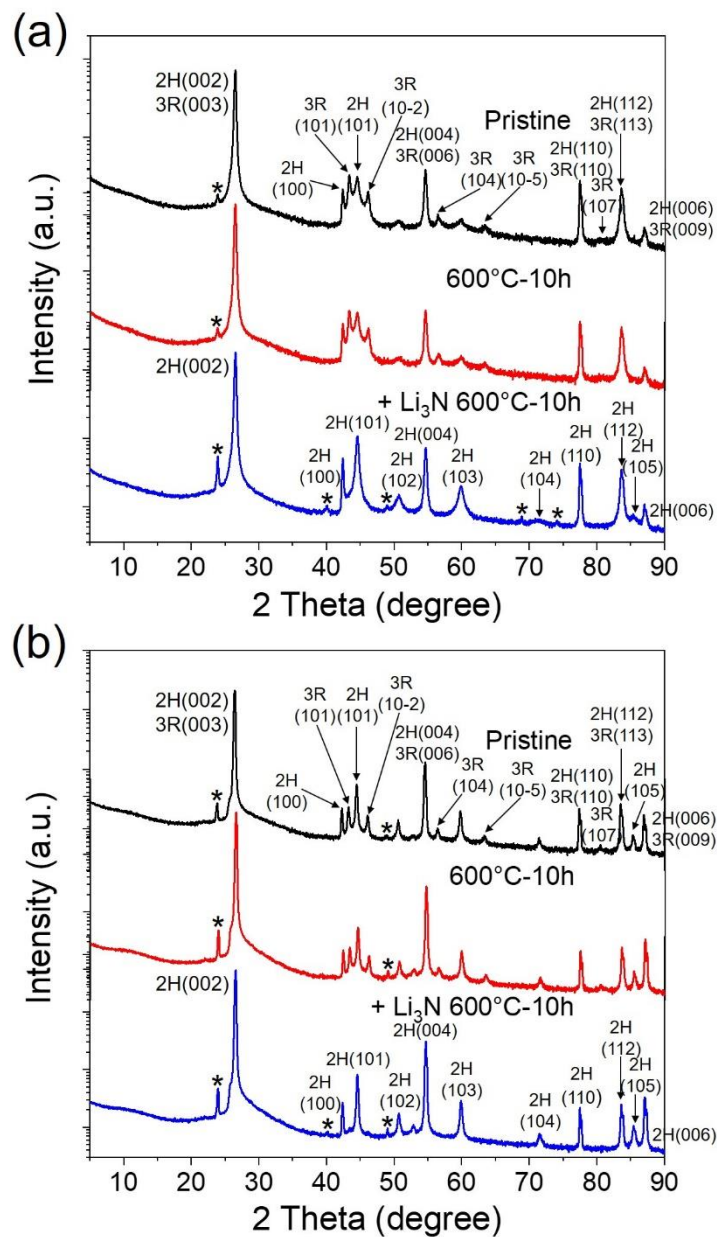 (a)
Intensity (a.u.)
2H(002)
3R(003)
*
2H
(100)
3R
(101)
2H
(101)
3R
(10-2)
2H(004)
3R(006)
Pristine
3R
(104)
3R
(10-5)
2H(110)
3R(110)
3R
(107)
2H(112)
3R(113)
2H(006)
3R(009)
600°C-10h
*
2H(002)
+ Li₃N 600°C-10h
*
2H
(100)
*
2H(101)
*
2H
(102)
2H(004)
2H
(103)
*
2H
(104)
*
2H
(110)
2H
(112)
2H
(105)
2H(006)
10 20 30 40 50 60 70 80 90
2 Theta (degree)
(b)
Intensity (a.u.)
2H(002)
3R(003)
*
2H
(100)
3R
(101)
2H
(101)
3R
(10-2)
*
2H(004)
3R(006)
Pristine
3R
(104)
3R
(10-5)
2H(110)
3R(110)
3R
(107)
2H(112)
3R(113)
2H
(105)
2H(006)
3R(009)
600°C-10h
*
*
2H(002)
+ Li₃N 600°C-10h
*
2H
(100)
*
2H(101)
*
2H
(102)
2H(004)
2H
(103)
2H
(104)
2H
(110)
2H
(112)
2H
(105)
2H(006)
10 20 30 40 50 60 70 80 90
2 Theta (degree)